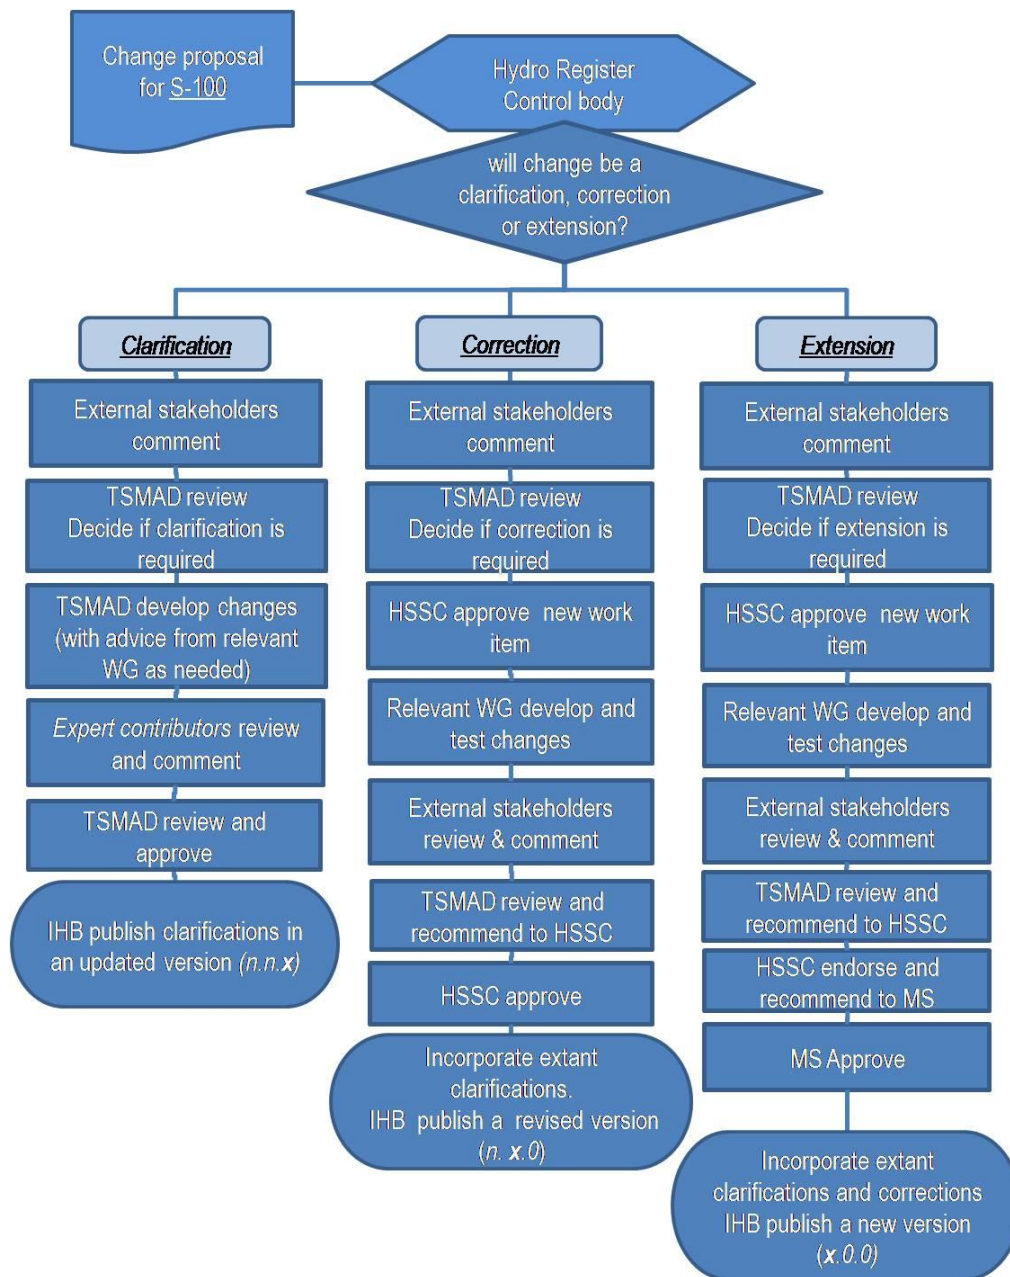 Change proposal
for S-100
Hydro Register
Control body
will change be a
clarification, correction
or extension?
Clarification
External stakeholders
comment
TSMAD review
Decide if clarification is
required
TSMAD develop changes
(with advice from relevant
WG as needed)
Expert contributors review
and comment
TSMAD review and
approve
IHB publish clarifications in
an updated version (n.n.x)
Correction
External stakeholders
comment
TSMAD review
Decide if correction is
required
HSSC approve new work
item
Relevant WG develop and
test changes
External stakeholders
review & comment
TSMAD review and
recommend to HSSC
HSSC approve
Incorporate extant
clarifications.
IHB publish a revised version
(n. x.0)
Extension
External stakeholders
comment
TSMAD review
Decide if extension is
required
HSSC approve new work
item
Relevant WG develop and
test changes
External stakeholders
review & comment
TSMAD review and
recommend to HSSC
HSSC endorse and
recommend to MS
MS Approve
Incorporate extant
clarifications and corrections
IHB publish a new version
(x.0.0)